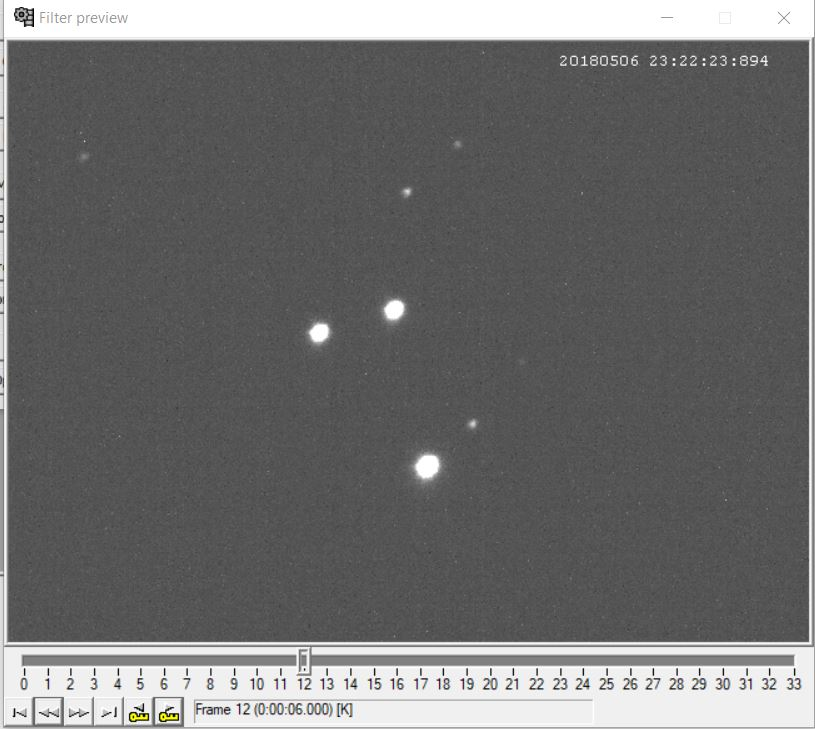 Filter preview
20180506 23:22:23:894
0 1 2 3 4 5 6 7 8 9 10 11 12 13 14 15 16 17 18 19 20 21 22 23 24 25 26 27 28 29 30 31 32 33
Frame 12 (0:00:06.000) [K]